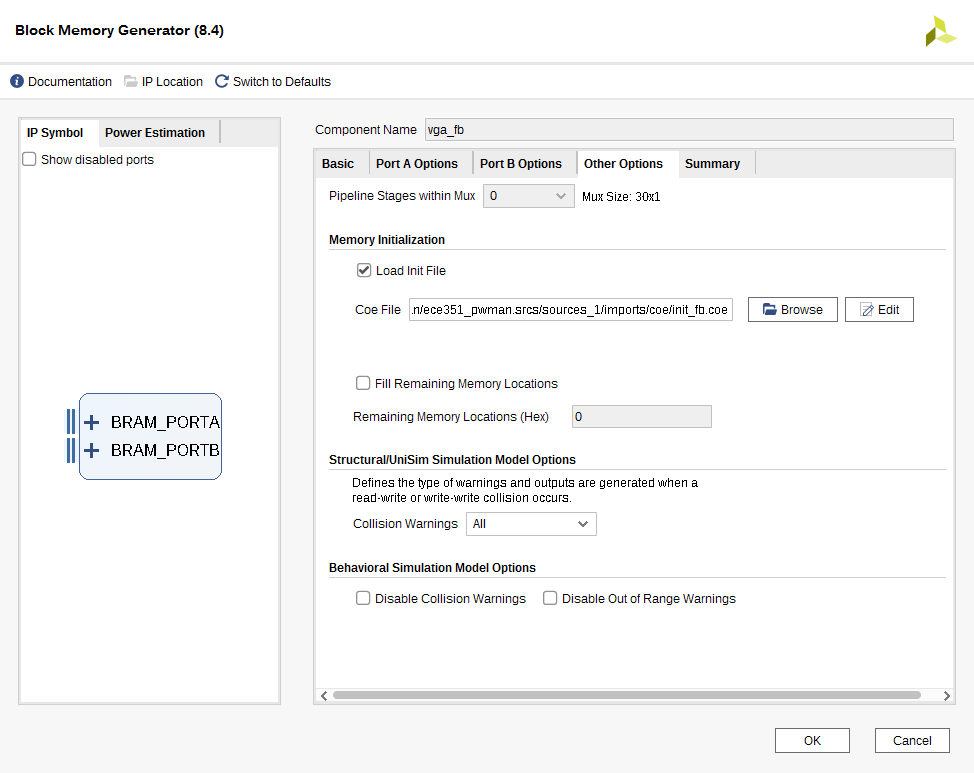 Block Memory Generator (8.4)
Documentation IP Location Switch to Defaults
IP Symbol Power Estimation
Show disabled ports
BRAM_PORTA
BRAM_PORTB
Component Name vga_fb
Basic Port A Options Port B Options Other Options Summary
Pipeline Stages within Mux 0 Mux Size: 30x1
Memory Initialization
Load Init File
Coe File .n/ece351_pwman.srcs/sources_1/imports/coe/init_fb.coe Browse Edit
Fill Remaining Memory Locations
Remaining Memory Locations (Hex) 0
Structural/UniSim Simulation Model Options
Defines the type of warnings and outputs are generated when a
read-write or write-write collision occurs.
Collision Warnings All
Behavioral Simulation Model Options
Disable Collision Warnings Disable Out of Range Warnings
OK Cancel